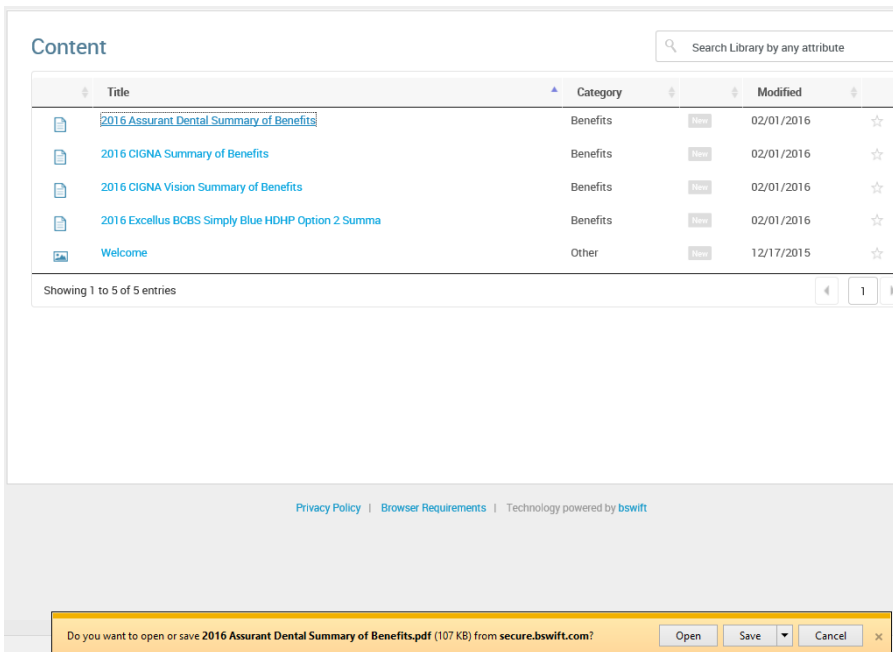 Content
Search Library by any attribute
Title Category Modified
2016 Assurant Dental Summary of Benefits Benefits New 02/01/2016
2016 CIGNA Summary of Benefits Benefits New 02/01/2016
2016 CIGNA Vision Summary of Benefits Benefits New 02/01/2016
2016 Excellus BCBS Simply Blue HDHP Option 2 Summa Benefits New 02/01/2016
Welcome Other New 12/17/2015
Showing 1 to 5 of 5 entries 1
Privacy Policy | Browser Requirements | Technology powered by bswift
Do you want to open or save 2016 Assurant Dental Summary of Benefits.pdf (107 KB) from secure.bswift.com? Open Save Cancel ×